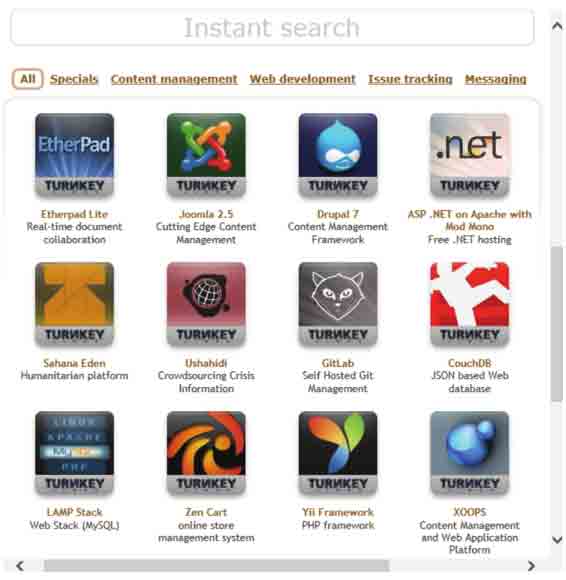 Instant search
All Specials Content management Web development Issue tracking Messaging
EtherPad
TURNKEY
Etherpad Lite
Real-time document
collaboration
TURNKEY
Joomla 2.5
Cutting Edge Content
Management
TURNKEY
Drupal 7
Content Management
Framework
.net
TURNKEY
ASP .NET on Apache with
Mod Mono
Free .NET hosting
TURNKEY
Sahana Eden
Humanitarian platform
TURNKEY
Ushahidi
Crowdsourcing Crisis
Information
TURNKEY
GitLab
Self Hosted Git
Management
TURNKEY
CouchDB
JSON based Web
database
LINUX
APACHE
MySQL
PHP
TURNKEY
LAMP Stack
Web Stack (MySQL)
TURNKEY
Zen Cart
online store
management system
TURNKEY
Yii Framework
PHP framework
TURNKEY
XOOPS
Content Management
and Web Application
Platform